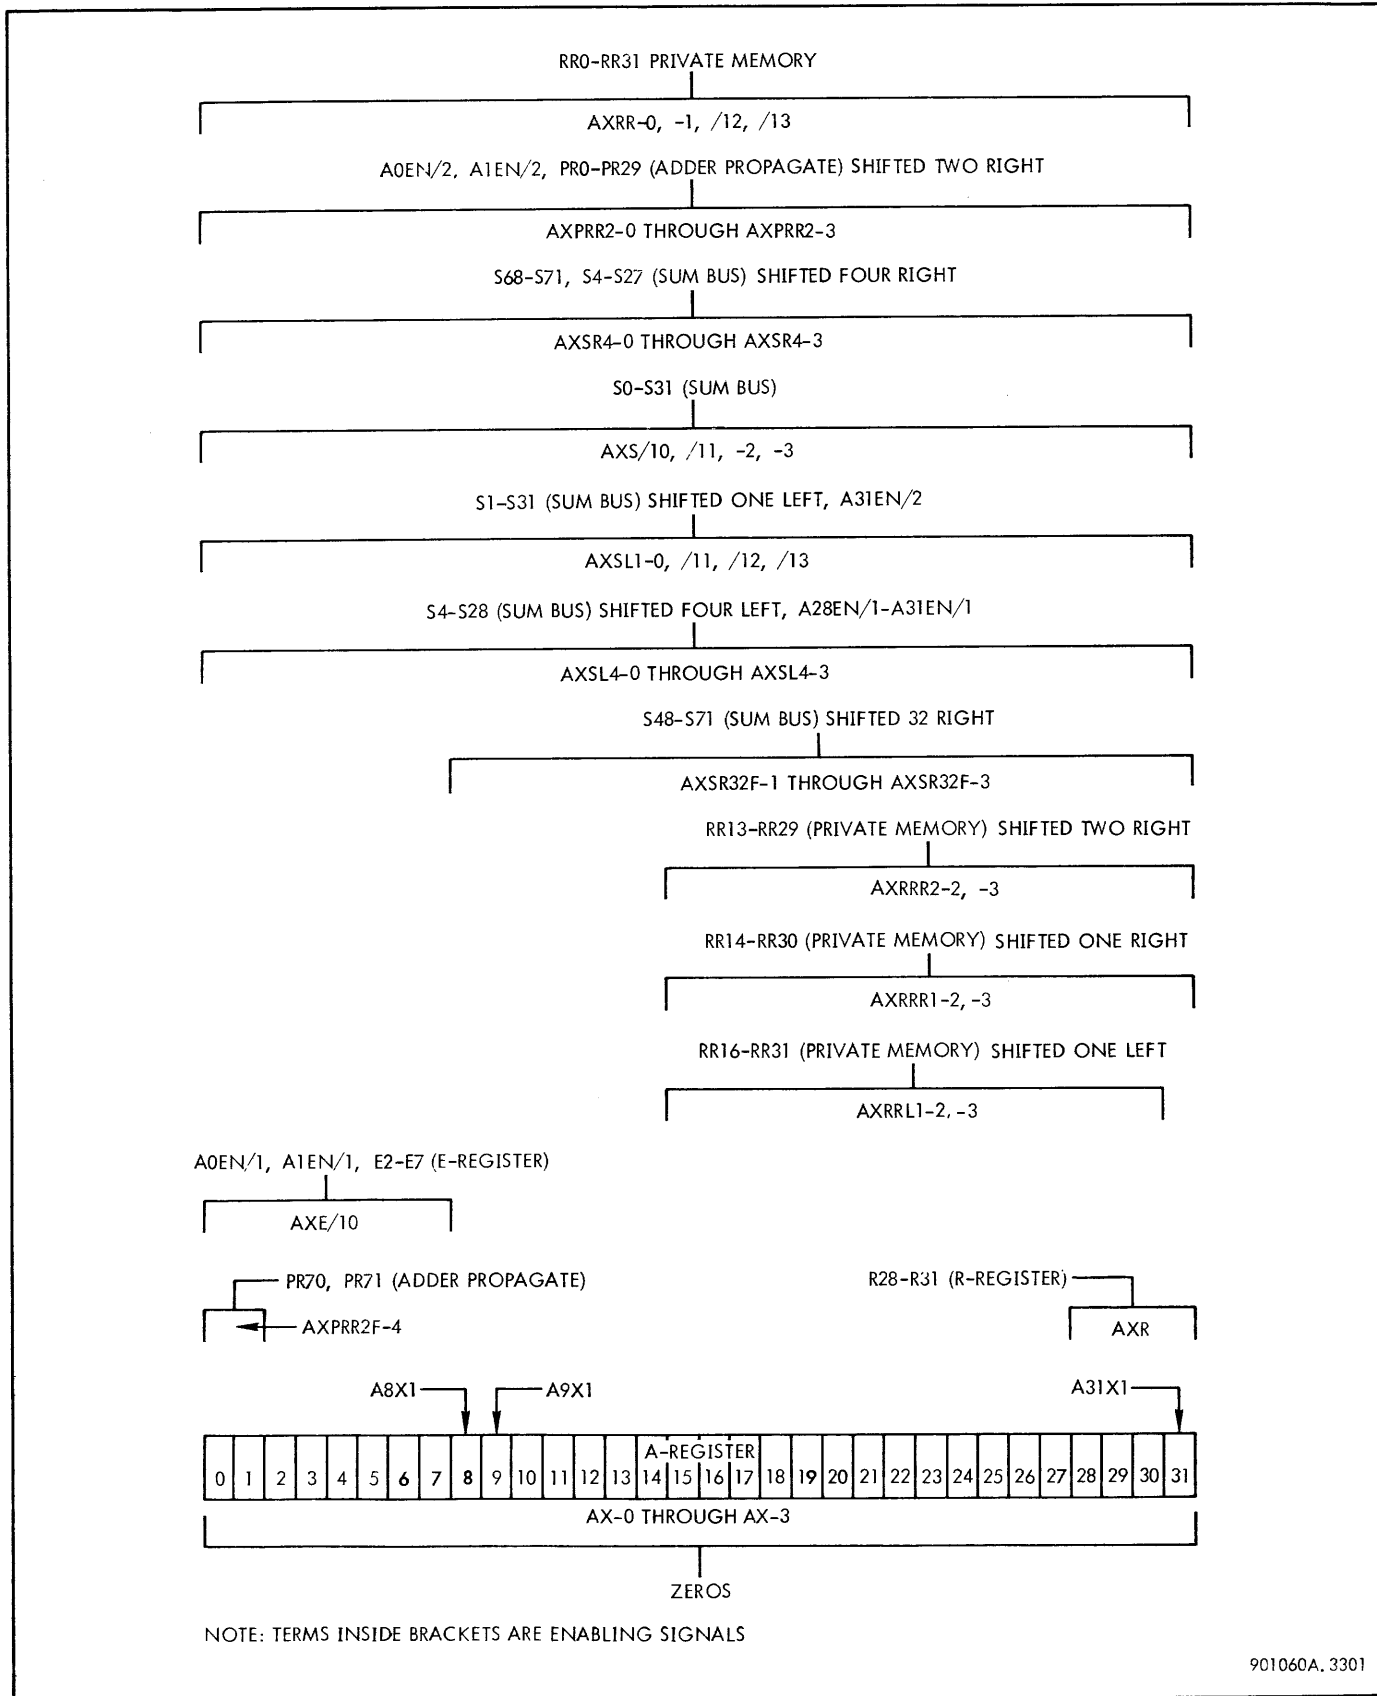 RR0-RR31 PRIVATE MEMORY
AXRR-0, -1, /12, /13
A0EN/2, A1EN/2, PR0-PR29 (ADDER PROPAGATE) SHIFTED TWO RIGHT
AXPRR2-0 THROUGH AXPRR2-3
S68-S71, S4-S27 (SUM BUS) SHIFTED FOUR RIGHT
AXSR4-0 THROUGH AXSR4-3
S0-S31 (SUM BUS)
AXS/10, /11, -2, -3
S1-S31 (SUM BUS) SHIFTED ONE LEFT, A31EN/2
AXSL1-0, /11, /12, /13
S4-S28 (SUM BUS) SHIFTED FOUR LEFT, A28EN/1-A31EN/1
AXSL4-0 THROUGH AXSL4-3
S48-S71 (SUM BUS) SHIFTED 32 RIGHT
AXSR32F-1 THROUGH AXSR32F-3
RR13-RR29 (PRIVATE MEMORY) SHIFTED TWO RIGHT
AXRRR2-2, -3
RR14-RR30 (PRIVATE MEMORY) SHIFTED ONE RIGHT
AXRRR1-2, -3
RR16-RR31 (PRIVATE MEMORY) SHIFTED ONE LEFT
AXRRL1-2, -3
A0EN/1, A1EN/1, E2-E7 (E-REGISTER)
AXE/10
PR70, PR71 (ADDER PROPAGATE) R28-R31 (R-REGISTER)
AXPRR2F-4 AXR
A8X1 A9X1 A31X1
A-REGISTER
0 1 2 3 4 5 6 7 8 9 10 11 12 13 14 15 16 17 18 19 20 21 22 23 24 25 26 27 28 29 30 31
AX-0 THROUGH AX-3
ZEROS
NOTE: TERMS INSIDE BRACKETS ARE ENABLING SIGNALS
901060A. 3301